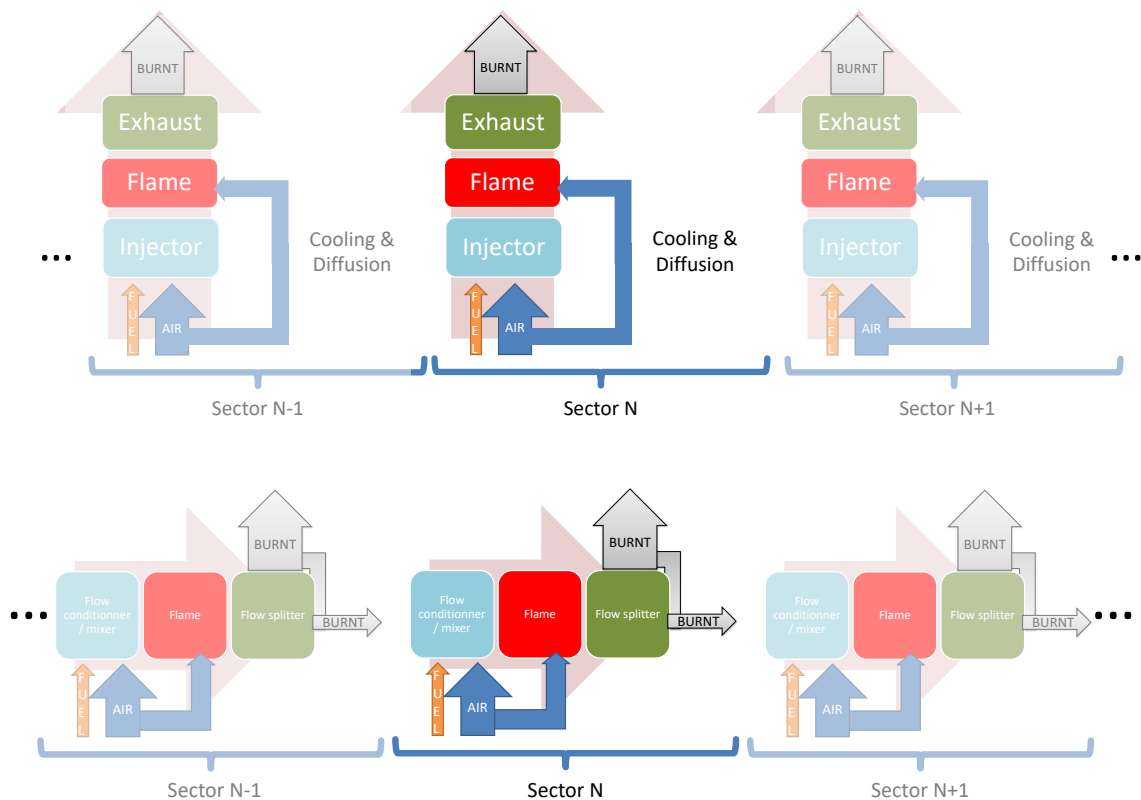 BURNT
BURNT
BURNT
Exhaust
Exhaust
Exhaust
Flame
Flame
Flame
Injector
Injector
Injector
Cooling &
Diffusion
Cooling &
Diffusion
Cooling &
Diffusion
...
...
FUEL
AIR
FUEL
AIR
FUEL
AIR
Sector N-1
Sector N
Sector N+1
BURNT
BURNT
BURNT
...
Flow
conditionner
/ mixer
Flame
Flow splitter
BURNT
Flow
conditionner
/ mixer
Flame
Flow splitter
BURNT
Flow
conditionner
/ mixer
Flame
Flow splitter
BURNT
...
FUEL
AIR
FUEL
AIR
FUEL
AIR
Sector N-1
Sector N
Sector N+1